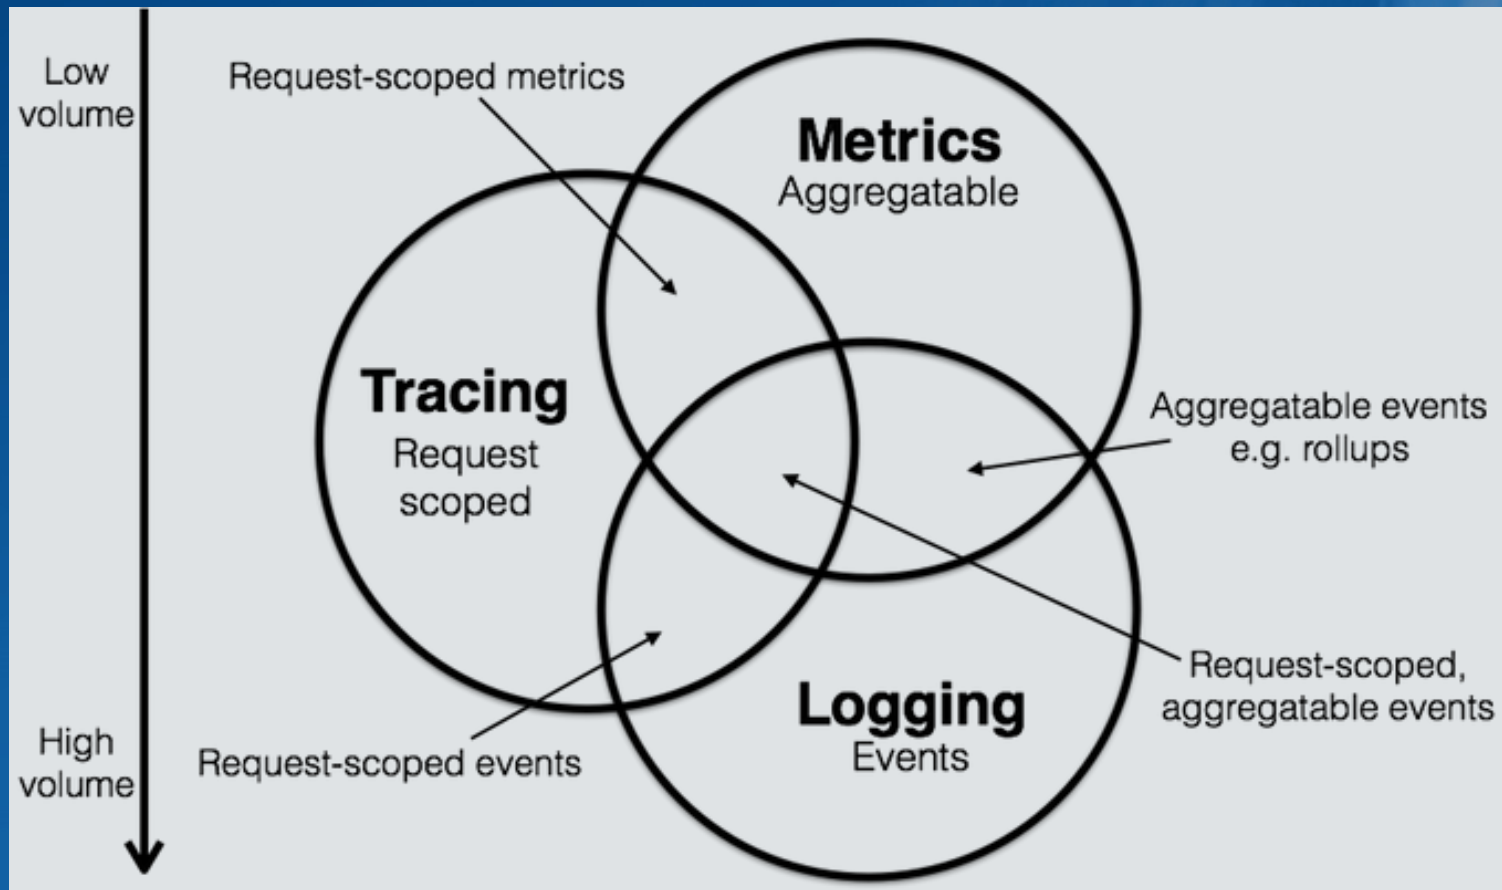 Low
volume
Request-scoped metrics
Metrics
Aggregatable
Tracing
Request
scoped
Aggregatable events
e.g. rollups
Request-scoped,
aggregatable events
Logging
Events
Request-scoped events
High
volume